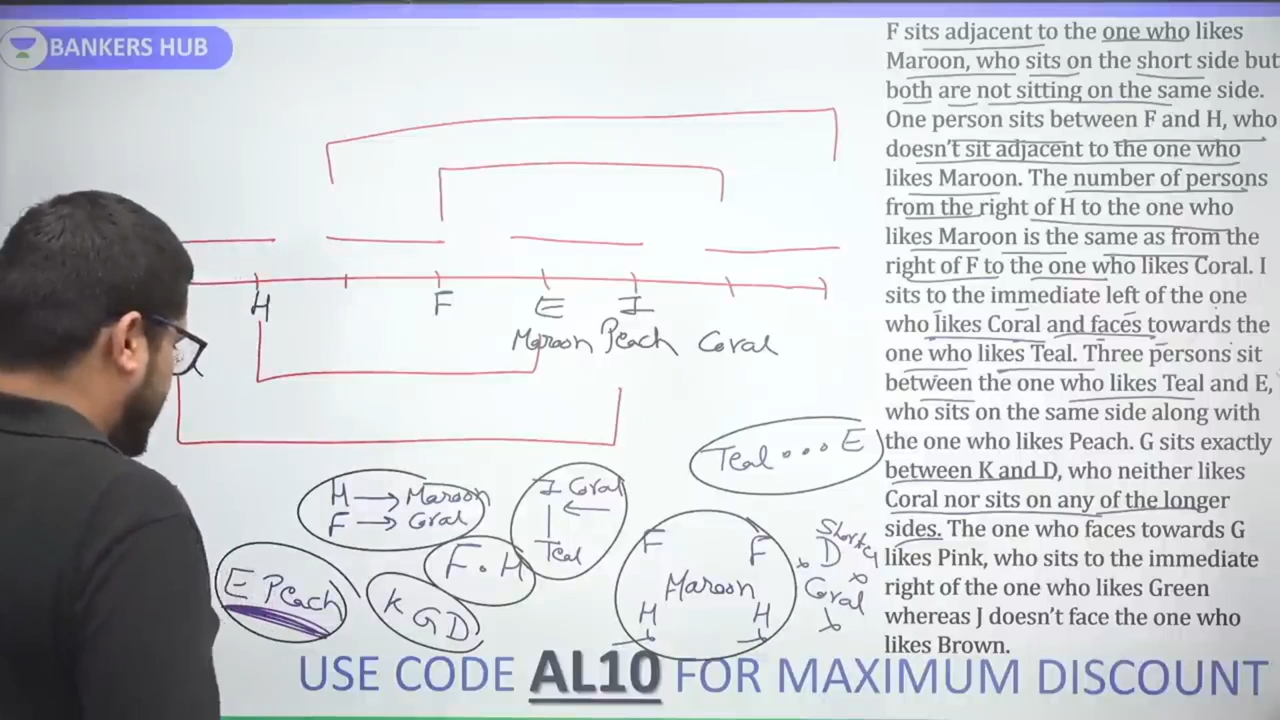 BANKERS HUB
F sits adjacent to the one who likes
Maroon, who sits on the short side but
both are not sitting on the same side.
One person sits between F and H, who
doesn't sit adjacent to the one who
likes Maroon. The number of persons
from the right of H to the one who
likes Maroon is the same as from the
right of F to the one who likes Coral. I
sits to the immediate left of the one
who likes Coral and faces towards the
one who likes Teal. Three persons sit
between the one who likes Teal and E,
who sits on the same side along with
the one who likes Peach. G sits exactly
between K and D, who neither likes
Coral nor sits on any of the longer
sides. The one who faces towards G
likes Pink, who sits to the immediate
right of the one who likes Green
whereas J doesn't face the one who
likes Brown.
H F E I
Maroon Peach Coral
Teal . . . E
H → Maroon
F → Coral
I Coral
Teal
F . H
E Peach
K G D
F F
Maroon
H H
D
Coral
USE CODE AL10 FOR MAXIMUM DISCOUNT